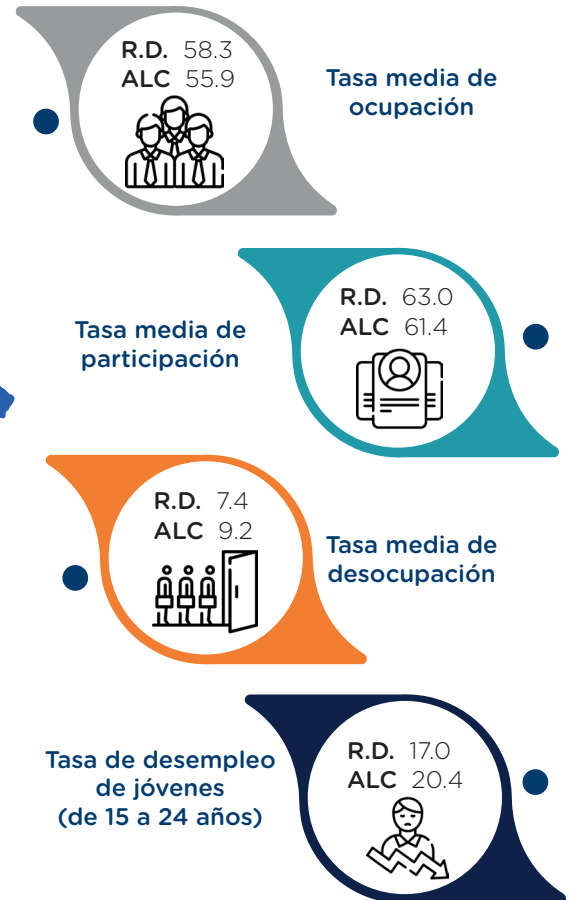 R.D. 58.3
ALC 55.9
Tasa media de
ocupación
R.D. 63.0
ALC 61.4
Tasa media de
participación
R.D. 7.4
ALC 9.2
Tasa media de
desocupación
R.D. 17.0
ALC 20.4
Tasa de desempleo
de jóvenes
(de 15 a 24 años)